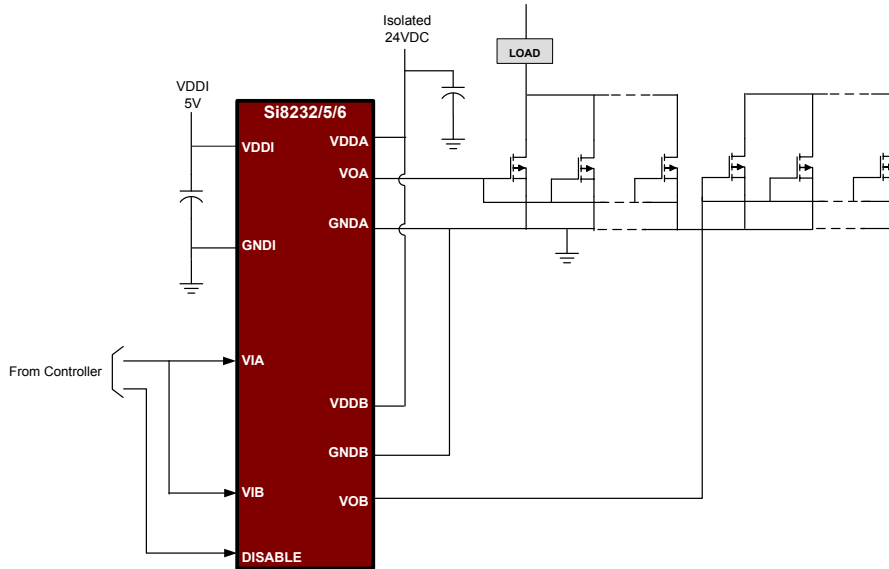 Isolated
24VDC
LOAD
VDDI
5V
Si8232/5/6
VDDI
VDDA
VOA
GNDA
GNDI
From Controller
VIA
VDDB
GNDB
VIB
VOB
DISABLE